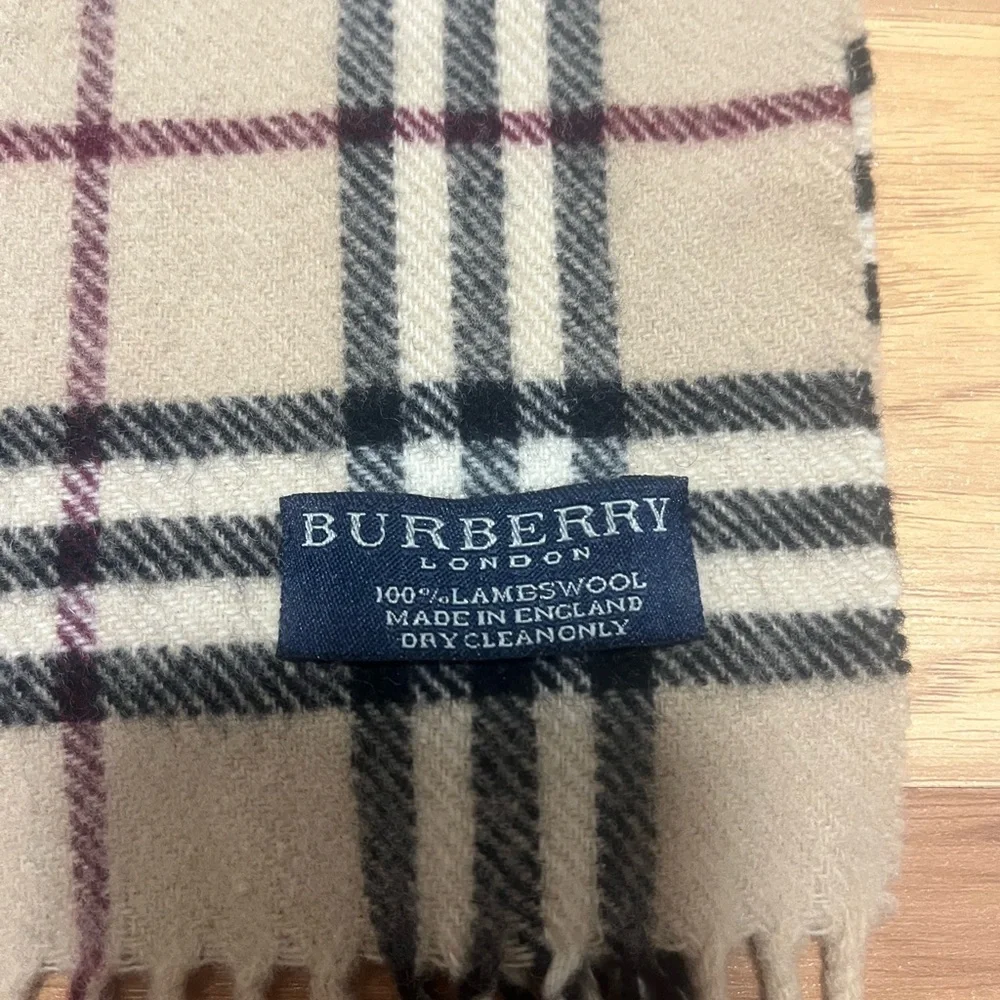 BURBERRY
LONDON
100% LAMBSWOOL
MADE IN ENGLAND
DRY CLEAN ONLY